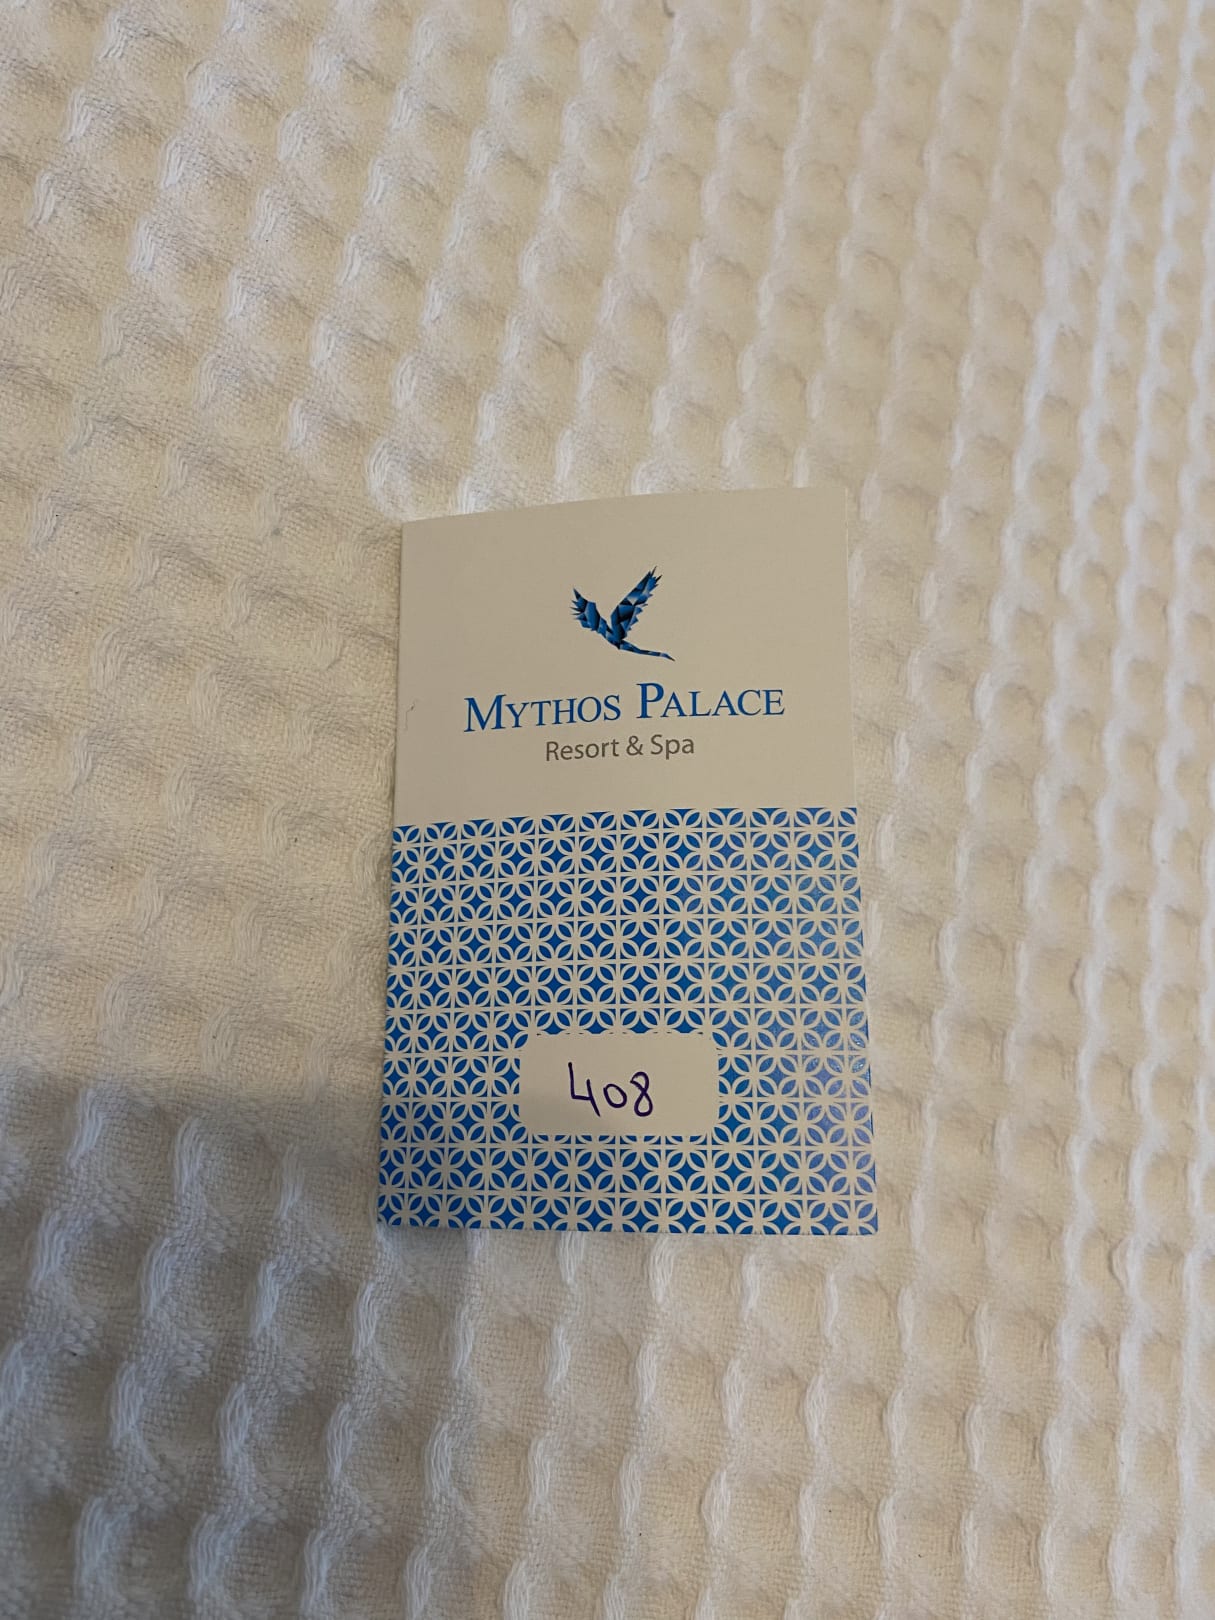 MYTHOS PALACE
Resort & Spa
408